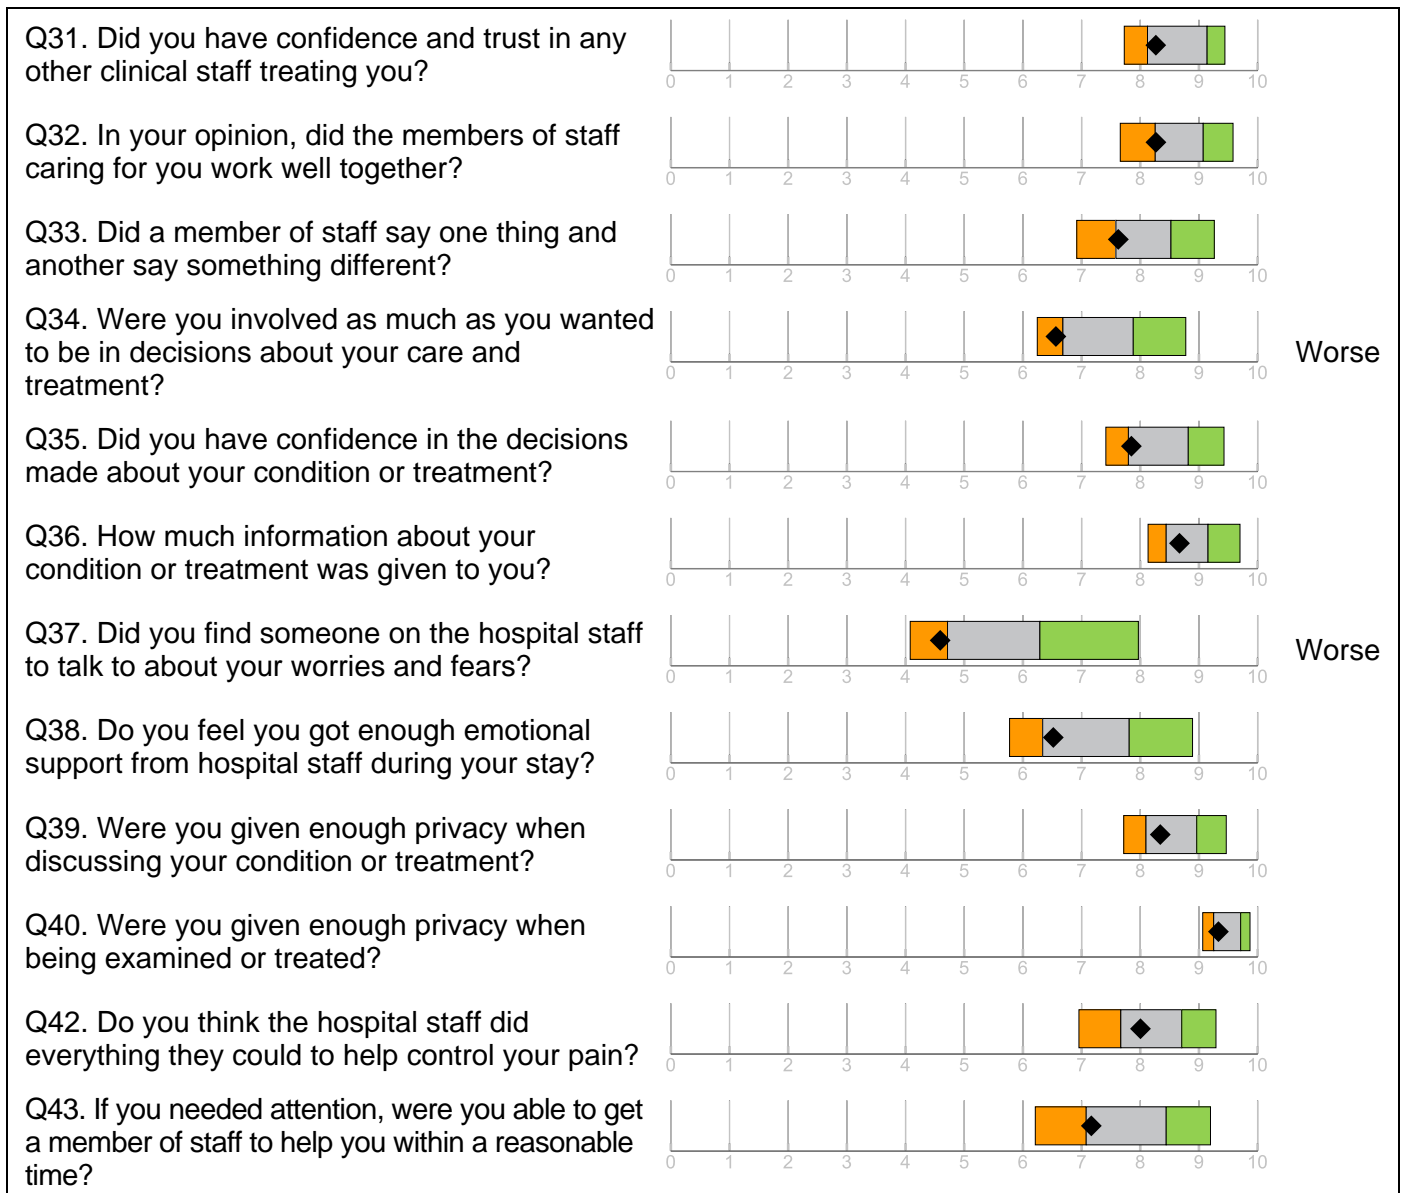 Q31. Did you have confidence and trust in any
other clinical staff treating you?
0 1 2 3 4 5 6 7 8 9 10
Q32. In your opinion, did the members of staff
caring for you work well together?
0 1 2 3 4 5 6 7 8 9 10
Q33. Did a member of staff say one thing and
another say something different?
0 1 2 3 4 5 6 7 8 9 10
Q34. Were you involved as much as you wanted
to be in decisions about your care and
treatment?
0 1 2 3 4 5 6 7 8 9 10
Worse
Q35. Did you have confidence in the decisions
made about your condition or treatment?
0 1 2 3 4 5 6 7 8 9 10
Q36. How much information about your
condition or treatment was given to you?
0 1 2 3 4 5 6 7 8 9 10
Q37. Did you find someone on the hospital staff
to talk to about your worries and fears?
0 1 2 3 4 5 6 7 8 9 10
Worse
Q38. Do you feel you got enough emotional
support from hospital staff during your stay?
0 1 2 3 4 5 6 7 8 9 10
Q39. Were you given enough privacy when
discussing your condition or treatment?
0 1 2 3 4 5 6 7 8 9 10
Q40. Were you given enough privacy when
being examined or treated?
0 1 2 3 4 5 6 7 8 9 10
Q42. Do you think the hospital staff did
everything they could to help control your pain?
0 1 2 3 4 5 6 7 8 9 10
Q43. If you needed attention, were you able to get
a member of staff to help you within a reasonable
time?
0 1 2 3 4 5 6 7 8 9 10